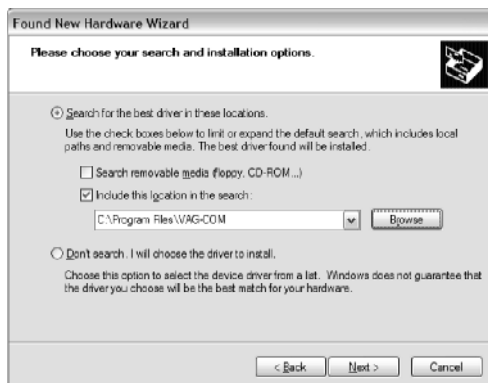 Found New Hardware Wizard
Please choose your search and installation options.
Search for the best driver in these locations.
Use the check boxes below to limit or expand the default search, which includes local
paths and removable media. The best driver found will be installed.
Search removable media (floppy, CD-ROM...)
Include this location in the search:
C:\Program Files\VAG-COM
Browse
Don't search. I will choose the driver to install.
Choose this option to select the device driver from a list. Windows does not guarantee that
the driver you choose will be the best match for your hardware.
< Back Next > Cancel